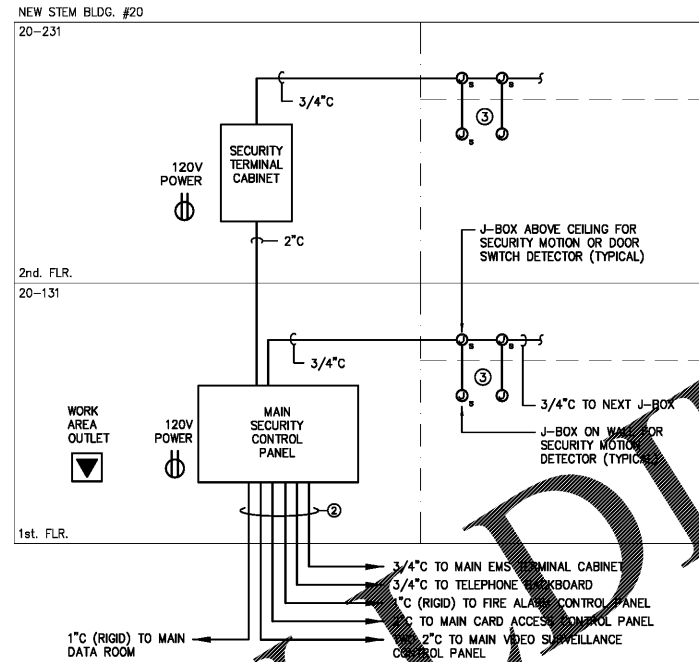 NEW STEM BLDG. #20
20-231
3/4"C
s
s
3
SECURITY
TERMINAL
CABINET
120V
POWER
s
2"C
J-BOX ABOVE CEILING FOR
SECURITY MOTION OR DOOR
SWITCH DETECTOR (TYPICAL)
2nd. FLR.
20-131
s
s
3/4"C
3
s
3/4"C TO NEXT J-BOX
MAIN
SECURITY
CONTROL
PANEL
WORK
AREA
OUTLET
120V
POWER
J-BOX ON WALL FOR
SECURITY MOTION
DETECTOR (TYPICAL)
2
1st. FLR.
3/4"C TO MAIN EMS TERMINAL CABINET
3/4"C TO TELEPHONE BACKBOARD
1"C (RIGID) TO FIRE ALARM CONTROL PANEL
2"C TO MAIN CARD ACCESS CONTROL PANEL
1"C (RIGID) TO MAIN
DATA ROOM
TWO 2"C TO MAIN VIDEO SURVEILLANCE
CONTROL PANEL